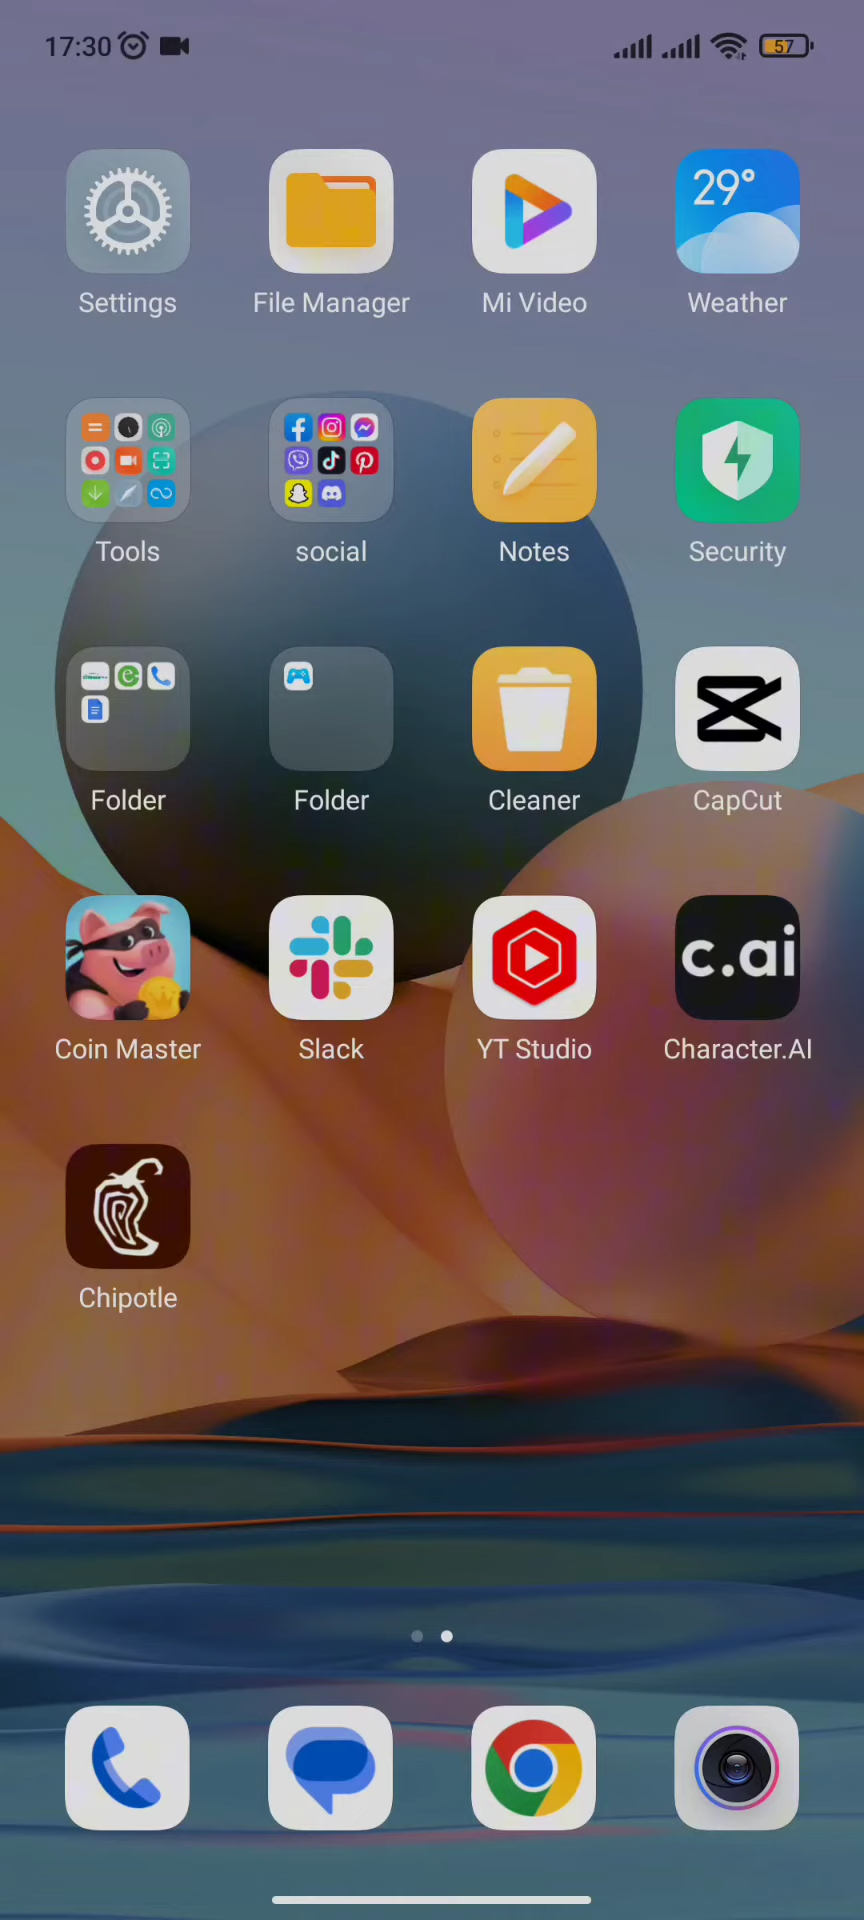 17:30
57
29°
Settings
File Manager
Mi Video
Weather
Tools
social
Notes
Security
Folder
Folder
Cleaner
CapCut
c.ai
Coin Master
Slack
YT Studio
Character.AI
Chipotle